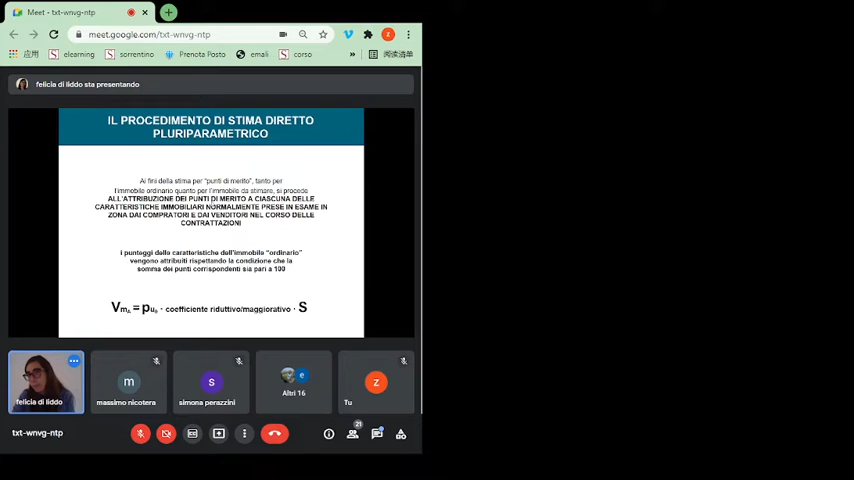 Meet - txt-wnvg-ntp
meet.google.com/txt-wnvg-ntp
应用 elearning sorrentino Prenota Posto email corso » 阅读清单
felicia di liddo sta presentando
IL PROCEDIMENTO DI STIMA DIRETTO
PLURIPARAMETRICO
Ai fini della stima per "punti di merito", tanto per
l'immobile ordinario quanto per l'immobile da stimare, si procede
ALL'ATTRIBUZIONE DEI PUNTI DI MERITO A CIASCUNA DELLE
CARATTERISTICHE IMMOBILIARI NORMALMENTE PRESE IN ESAME IN
ZONA DAI COMPRATORI E DAI VENDITORI NEL CORSO DELLE
CONTRATTAZIONI
I punteggi delle caratteristiche dell'immobile "ordinario"
vengono attribuiti rispettando la condizione che la
somma dei punti corrispondenti sia pari a 100
V = p · coefficiente riduttivo/maggiorativo · S
m s e z
felicia di liddo massimo nicotera simona perazzini Altri 16 Tu
txt-wnvg-ntp 21